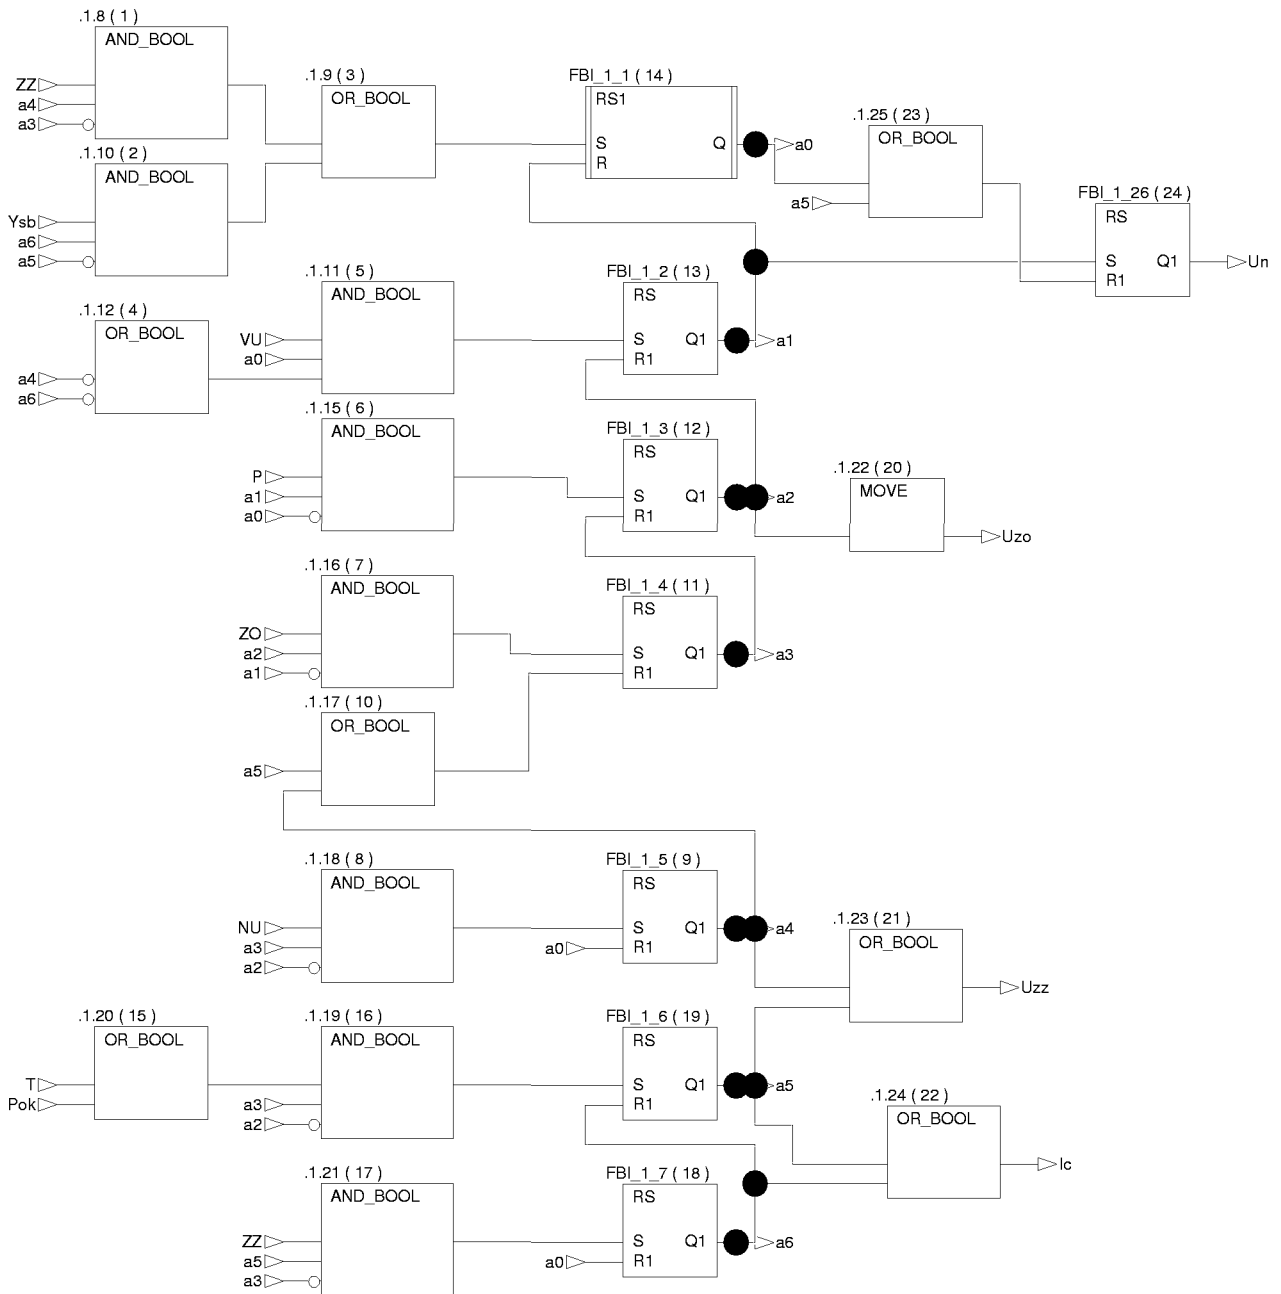 .1.8 ( 1 )
AND_BOOL
ZZ
a4
a3
.1.9 ( 3 )
OR_BOOL
FBI_1_1 ( 14 )
RS1
S Q
R
a0
.1.25 ( 23 )
OR_BOOL
a5
.1.10 ( 2 )
AND_BOOL
Ysb
a6
a5
FBI_1_26 ( 24 )
RS
S Q1
R1
Un
.1.11 ( 5 )
AND_BOOL
VU
a0
FBI_1_2 ( 13 )
RS
S Q1
R1
a1
.1.12 ( 4 )
OR_BOOL
a4
a6
.1.15 ( 6 )
AND_BOOL
P
a1
a0
FBI_1_3 ( 12 )
RS
S Q1
R1
a2
.1.22 ( 20 )
MOVE
Uzo
.1.16 ( 7 )
AND_BOOL
ZO
a2
a1
FBI_1_4 ( 11 )
RS
S Q1
R1
a3
.1.17 ( 10 )
OR_BOOL
a5
.1.18 ( 8 )
AND_BOOL
NU
a3
a2
FBI_1_5 ( 9 )
RS
S Q1
R1
a0
a4
.1.23 ( 21 )
OR_BOOL
Uzz
.1.20 ( 15 )
OR_BOOL
T
Pok
.1.19 ( 16 )
AND_BOOL
a3
a2
FBI_1_6 ( 19 )
RS
S Q1
R1
a5
.1.24 ( 22 )
OR_BOOL
Ic
.1.21 ( 17 )
AND_BOOL
ZZ
a5
a3
FBI_1_7 ( 18 )
RS
S Q1
R1
a0
a6